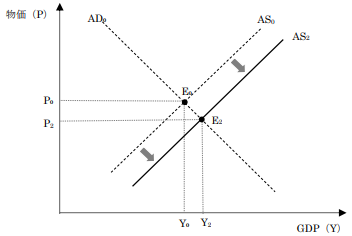 物価（P）
AD₀
AS₀
AS₂
E₀
P₀
P₂
E₂
Y₀
Y₂
GDP（Y）